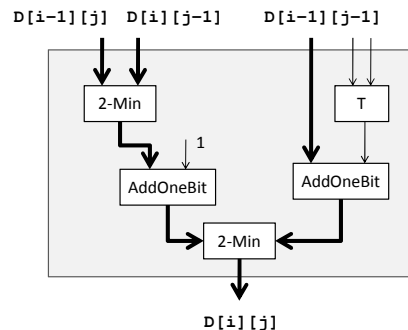 D[i–1][j] D[i][j–1] D[i–1][j–1]
2-Min T
1
AddOneBit AddOneBit
2-Min
D[i][j]